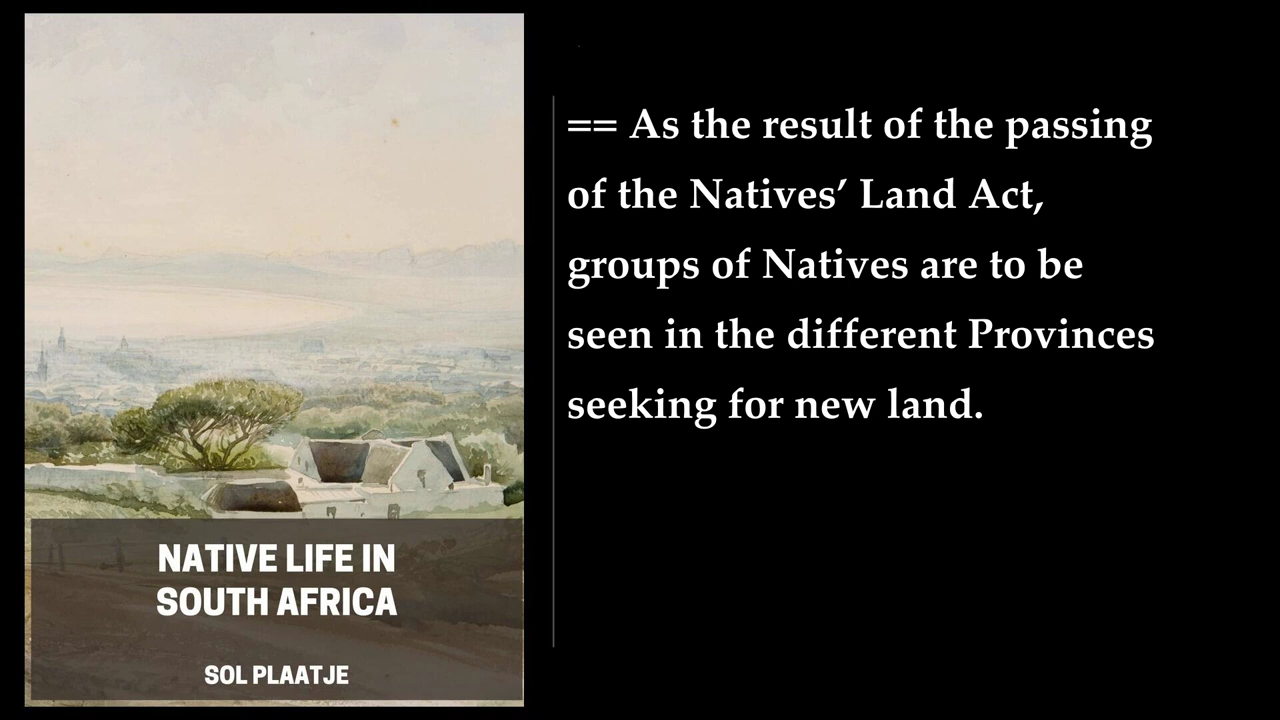 NATIVE LIFE IN
SOUTH AFRICA
SOL PLAATJE
== As the result of the passing
of the Natives’ Land Act,
groups of Natives are to be
seen in the different Provinces
seeking for new land.